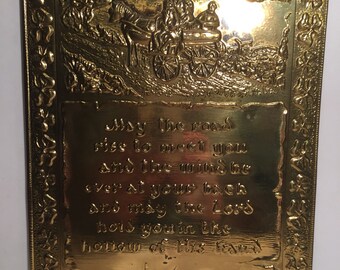 May the road
rise to meet you
and the wind be
ever at your back
and may the Lord
hold you in the
hollow of his hand